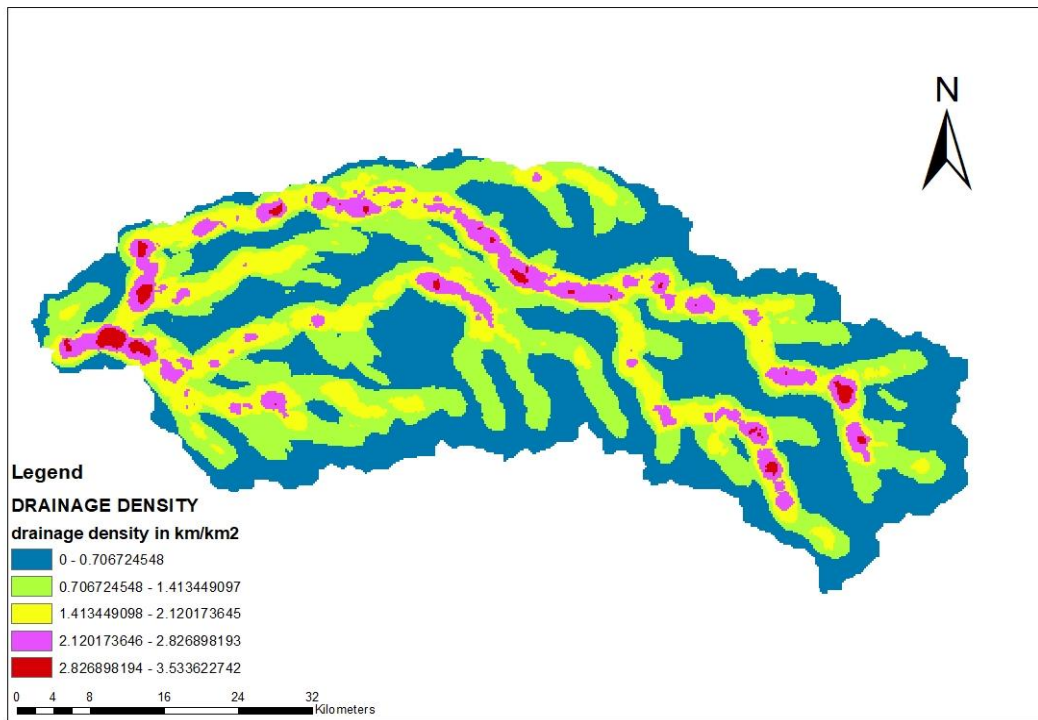 N
Legend
DRAINAGE DENSITY
drainage density in km/km2
0 - 0.706724548
0.706724548 - 1.413449097
1.413449098 - 2.120173645
2.120173646 - 2.826898193
2.826898194 - 3.533622742
0 4 8 16 24 32
Kilometers